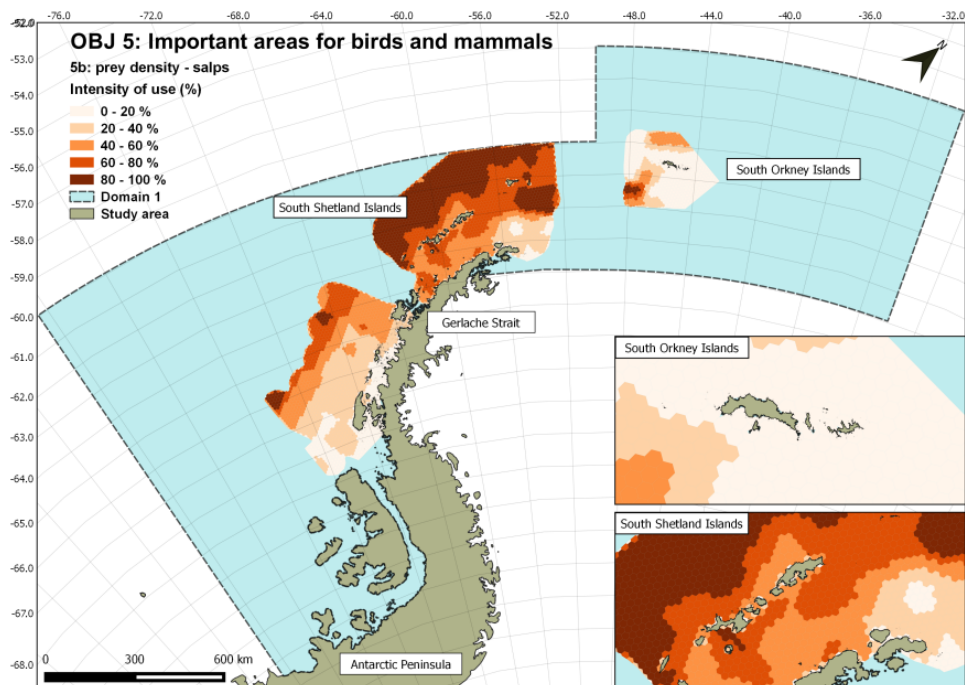 -52.0 -76.0 -72.0 -68.0 -64.0 -60.0 -56.0 -52.0 -48.0 -44.0 -40.0 -36.0 -32.0
OBJ 5: Important areas for birds and mammals
5b: prey density - salps
Intensity of use (%)
0 - 20 %
20 - 40 %
40 - 60 %
60 - 80 %
80 - 100 %
Domain 1
Study area
N
South Orkney Islands
South Shetland Islands
Gerlache Strait
South Orkney Islands
South Shetland Islands
Antarctic Peninsula
-53.0
-54.0
-55.0
-56.0
-57.0
-58.0
-59.0
-60.0
-61.0
-62.0
-63.0
-64.0
-65.0
-66.0
-67.0
-68.0
0 600 km